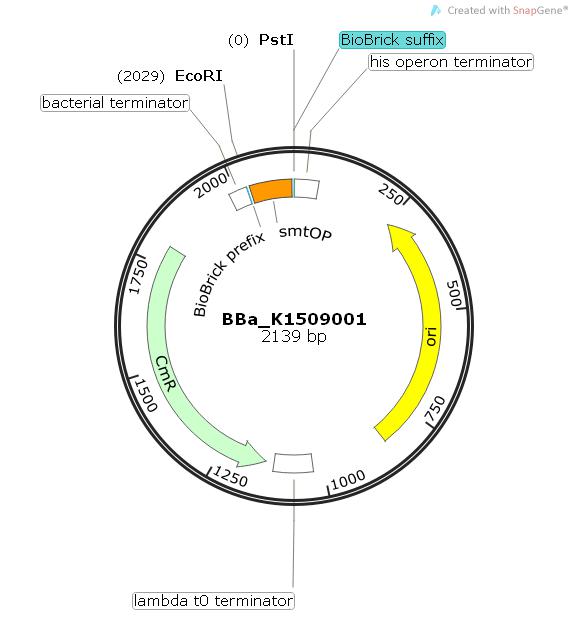 Created with SnapGene®
(0) PstI
BioBrick suffix
his operon terminator
(2029) EcoRI
bacterial terminator
2000
250
smtOP
BioBrick prefix
1750
500
BBa_K1509001
2139 bp
ori
CmR
1500
750
1250
1000
lambda t0 terminator